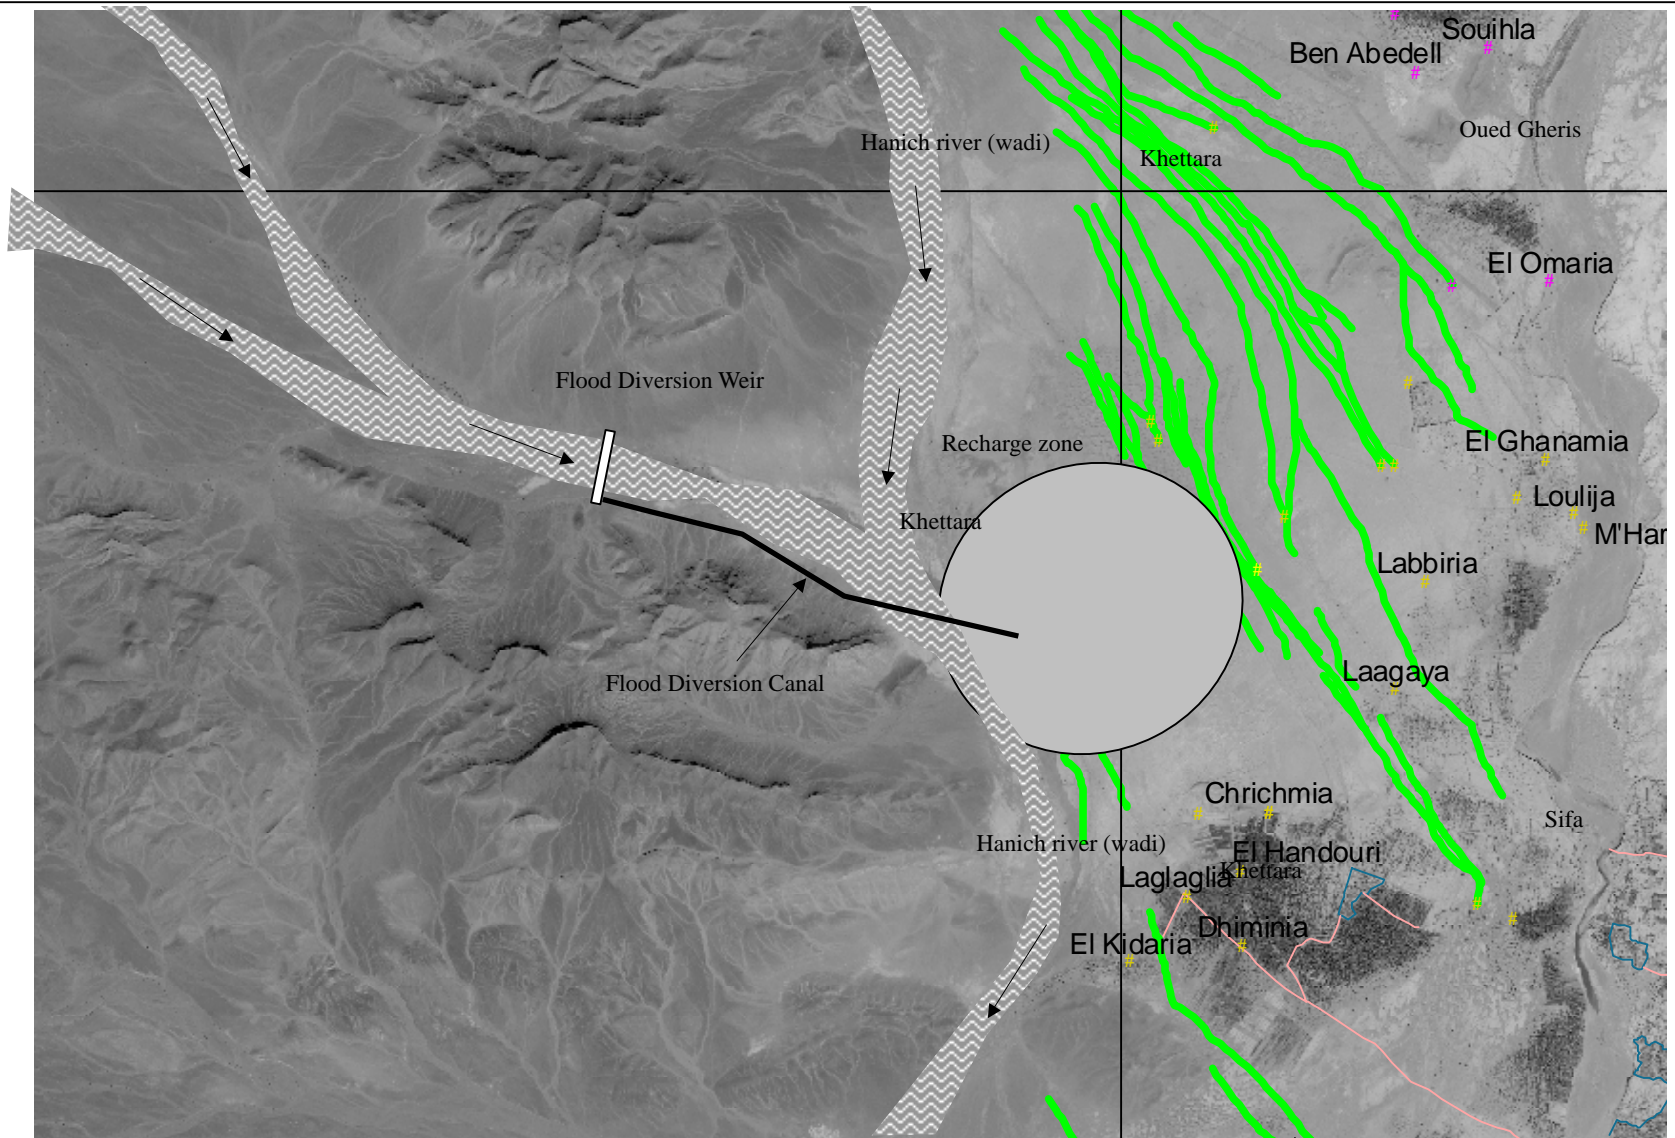 Souihla
Ben Abedell
Oued Gheris
Hanich river (wadi)
Khettara
El Omaria
Flood Diversion Weir
Recharge zone
El Ghanamia
Loulija
Khettara
M'Har
Labbiria
Laagaya
Flood Diversion Canal
Chrichmia
Sifa
Hanich river (wadi)
El Handouri
Khettara
Laglaglia
Dhiminia
El Kidaria